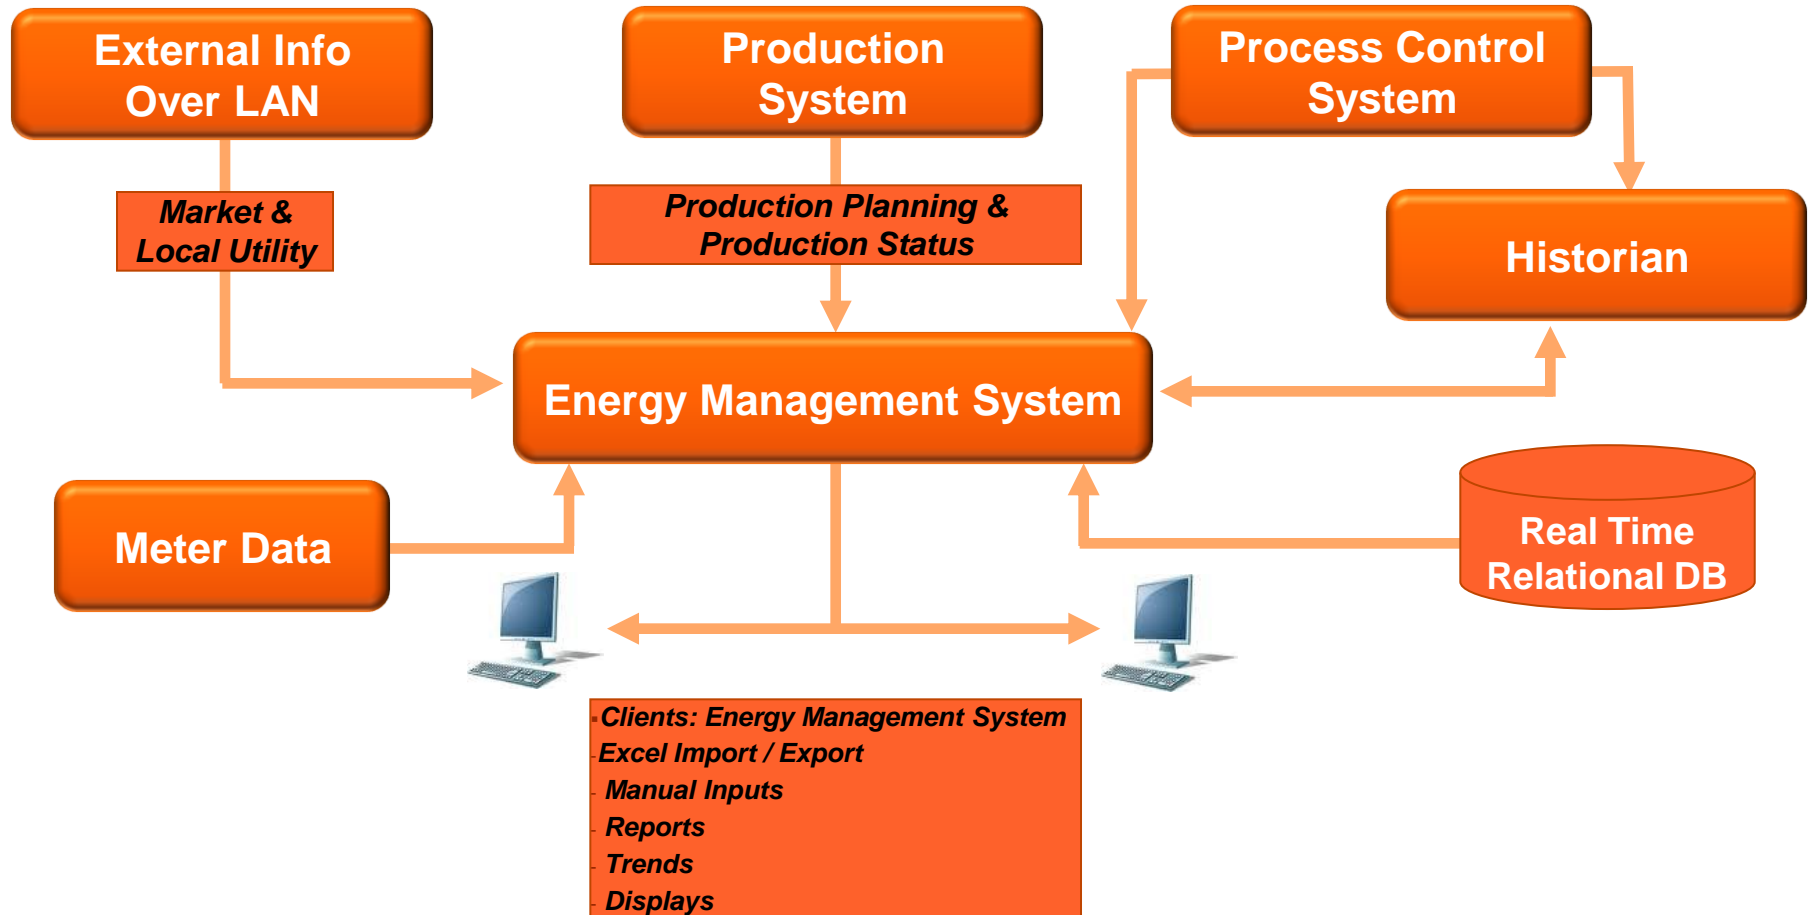 External Info
Over LAN
Production
System
Process Control
System
Market &
Local Utility
Production Planning &
Production Status
Historian
Energy Management System
Meter Data
Real Time
Relational DB
▪Clients: Energy Management System
- Excel Import / Export
- Manual Inputs
- Reports
- Trends
- Displays